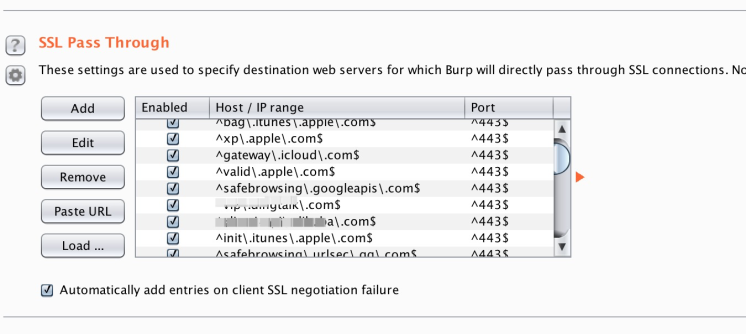 SSL Pass Through
These settings are used to specify destination web servers for which Burp will directly pass through SSL connections. No
Add
Edit
Remove
Paste URL
Load ...
Enabled Host / IP range Port
^bag\.itunes\.apple\.com$ ^443$
^xp\.apple\.com$ ^443$
^gateway\.icloud\.com$ ^443$
^valid\.apple\.com$ ^443$
^safebrowsing\.googleapis\.com$ ^443$
\.com$ ^443$
\.com$ ^443$
^init\.itunes\.apple\.com$ ^443$
^safebrowsing\.urlsec\.qq\.com$ ^443$
Automatically add entries on client SSL negotiation failure